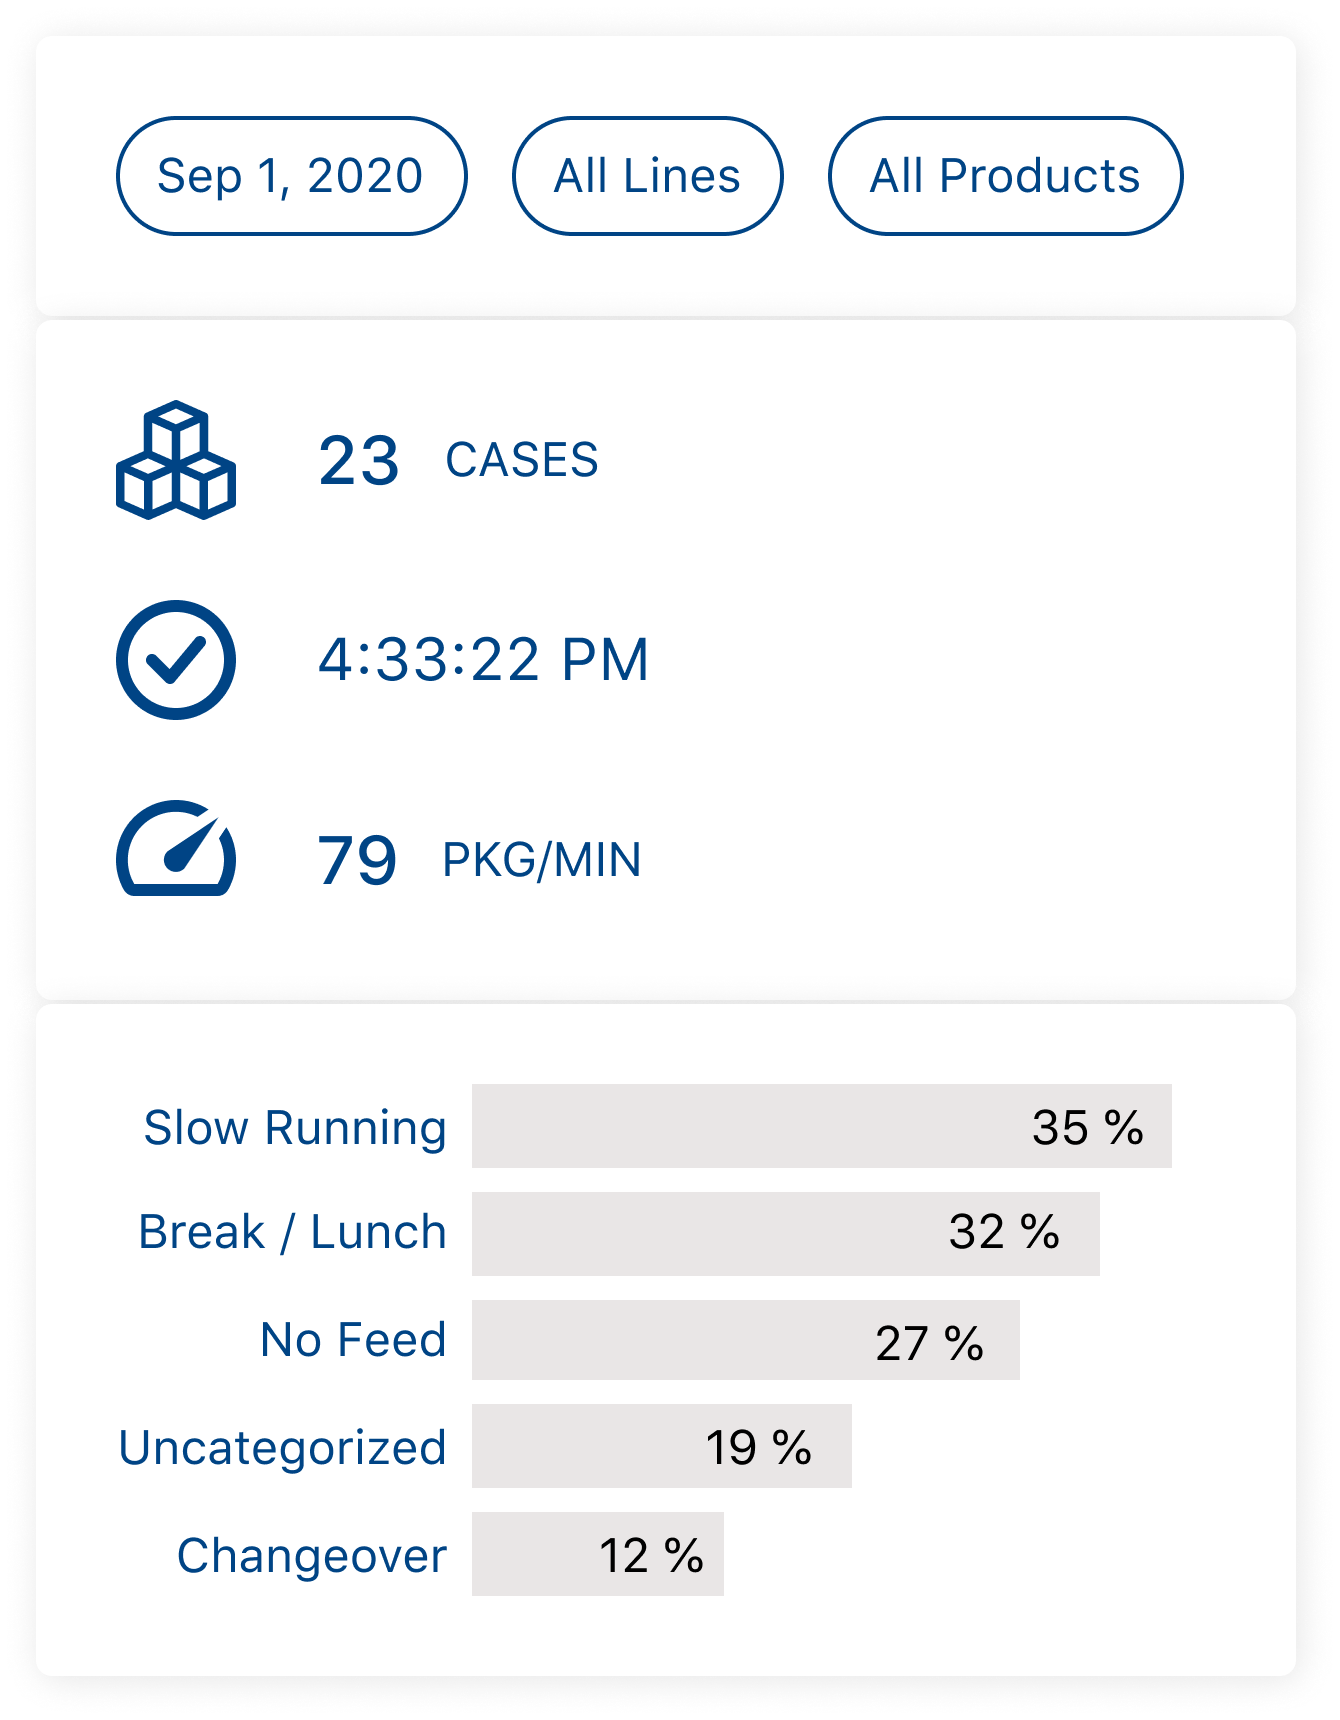 Sep 1, 2020 All Lines All Products
23 CASES
4:33:22 PM
79 PKG/MIN
Slow Running 35 %
Break / Lunch 32 %
No Feed 27 %
Uncategorized 19 %
Changeover 12 %